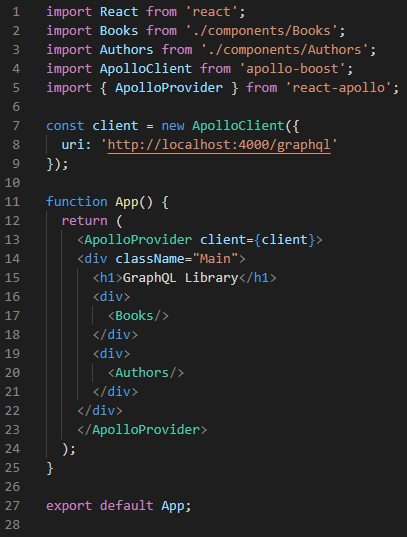 1 import React from 'react';
2 import Books from './components/Books';
3 import Authors from './components/Authors';
4 import ApolloClient from 'apollo-boost';
5 import { ApolloProvider } from 'react-apollo';
6
7 const client = new ApolloClient({
8   uri: 'http://localhost:4000/graphql'
9 });
10
11 function App() {
12   return (
13     <ApolloProvider client={client}>
14     <div className="Main">
15       <h1>GraphQL Library</h1>
16       <div>
17         <Books/>
18       </div>
19       <div>
20         <Authors/>
21       </div>
22     </div>
23     </ApolloProvider>
24   );
25 }
26
27 export default App;
28